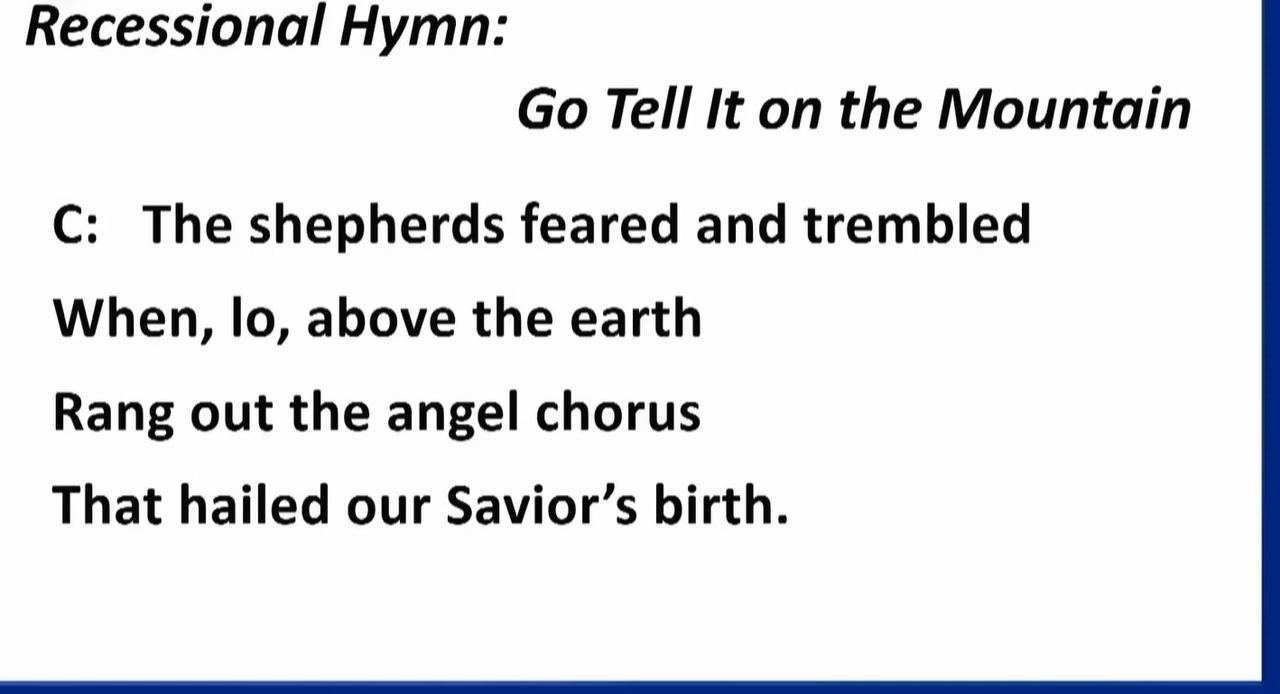 Recessional Hymn:
Go Tell It on the Mountain
C: The shepherds feared and trembled
When, lo, above the earth
Rang out the angel chorus
That hailed our Savior’s birth.